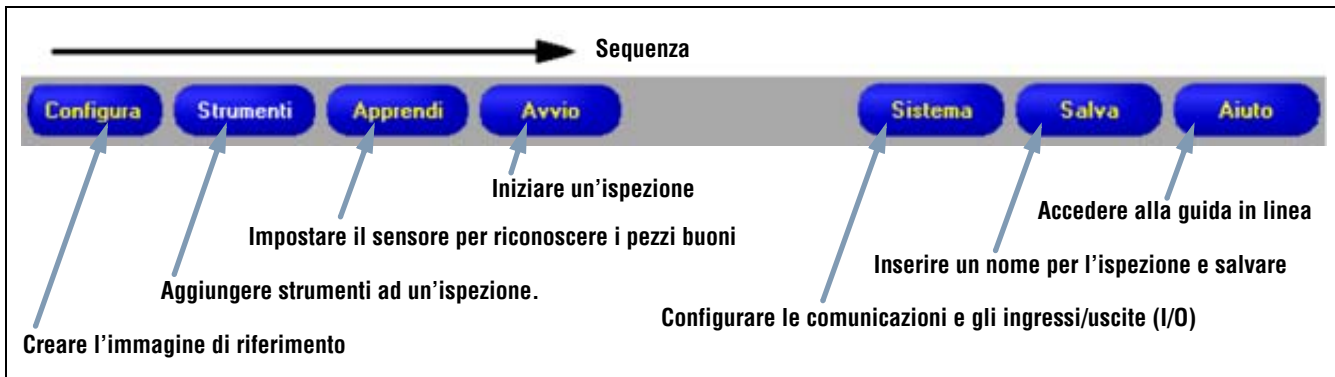 Sequenza
Configura Strumenti Apprendi Avvio Sistema Salva Aiuto
Iniziare un’ispezione
Accedere alla guida in linea
Impostare il sensore per riconoscere i pezzi buoni
Inserire un nome per l’ispezione e salvare
Aggiungere strumenti ad un’ispezione.
Configurare le comunicazioni e gli ingressi/uscite (I/O)
Creare l’immagine di riferimento